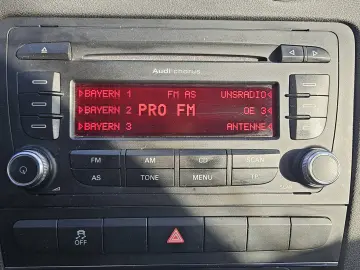 Audi chorus
BAYERN 1 FM AS UNSRADIO
BAYERN 2 PRO FM OE 3
BAYERN 3 ANTENNE
FM AM CD SCAN
AS TONE MENU TP
OFF